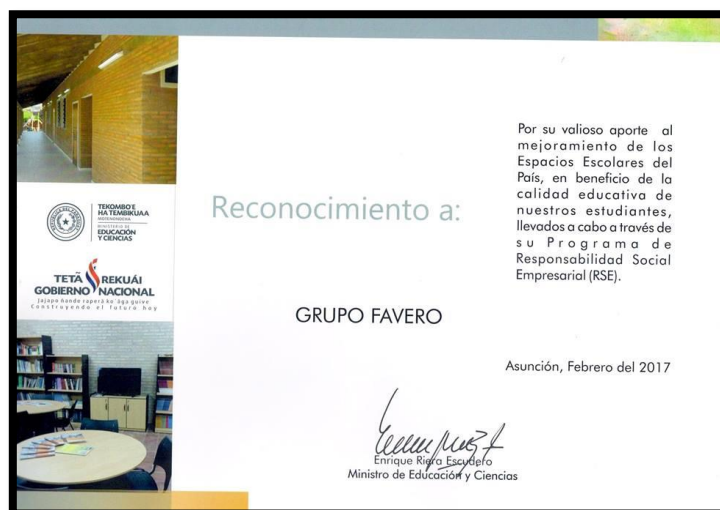 Por su valioso aporte al
mejoramiento de los
Espacios Escolares del
País, en beneficio de la
calidad educativa de
nuestros estudiantes,
llevados a cabo a través de
su Programa de
Responsabilidad Social
Empresarial (RSE).
Reconocimiento a:
TEKOMBO'E
HA TEMBIKUAA
MOTENONDEHA
MINISTERIO DE
EDUCACIÓN
Y CIENCIAS
TETÃ REKUÁI
GOBIERNO NACIONAL
Jajapo ñande raperã ko'ãga guive
Construyendo el futuro hoy
GRUPO FAVERO
Asunción, Febrero del 2017
Enrique Riera Escudero
Ministro de Educación y Ciencias